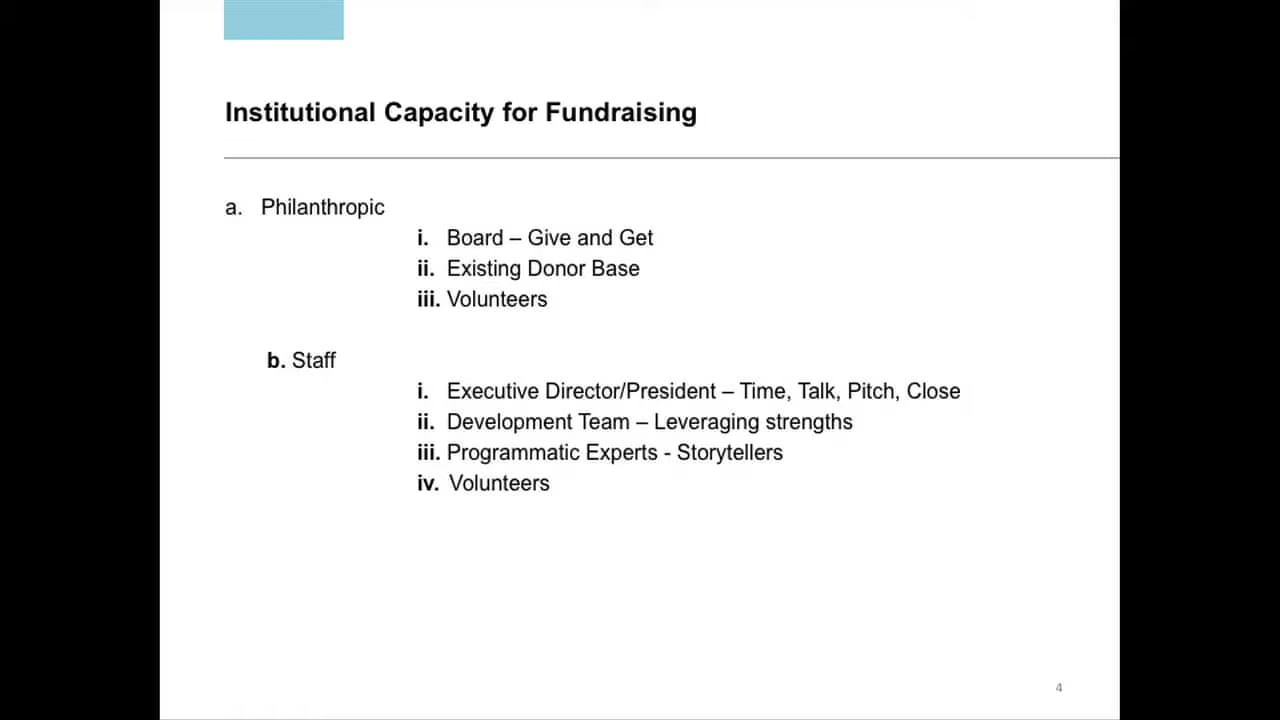 Institutional Capacity for Fundraising
a. Philanthropic
i. Board – Give and Get
ii. Existing Donor Base
iii. Volunteers
b. Staff
i. Executive Director/President – Time, Talk, Pitch, Close
ii. Development Team – Leveraging strengths
iii. Programmatic Experts - Storytellers
iv. Volunteers
4